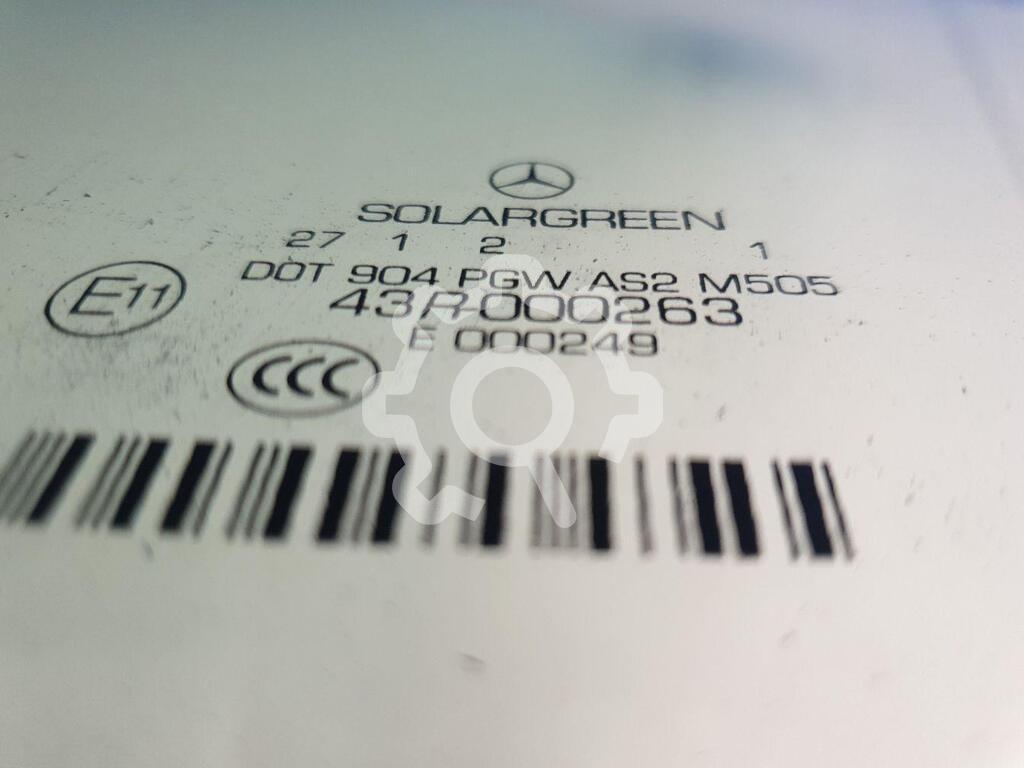 SOLARGREEN
27 1 2 1
DOT 904 PGW AS2 M505
E11 43R-000263
E 000249
CCC